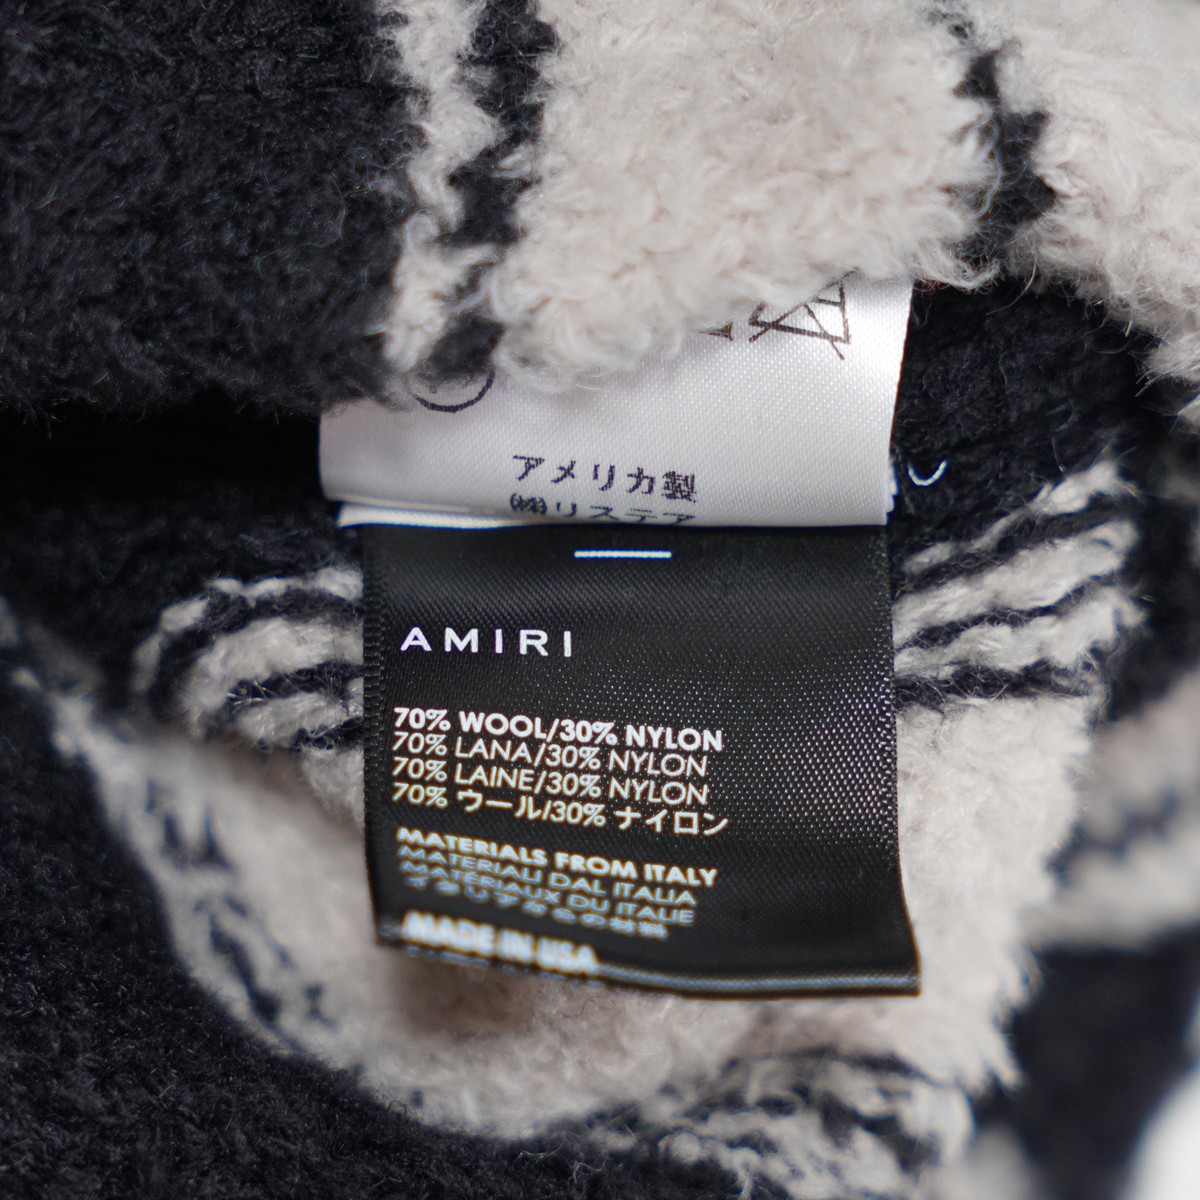 アメリカ製
㈱リステア
AMIRI
70% WOOL/30% NYLON
70% LANA/30% NYLON
70% LAINE/30% NYLON
70% ウール/30% ナイロン
MATERIALS FROM ITALY
MATERIALI DAL ITALIA
MATÉRIAUX DU ITALIE
イタリアからの材料
MADE IN USA